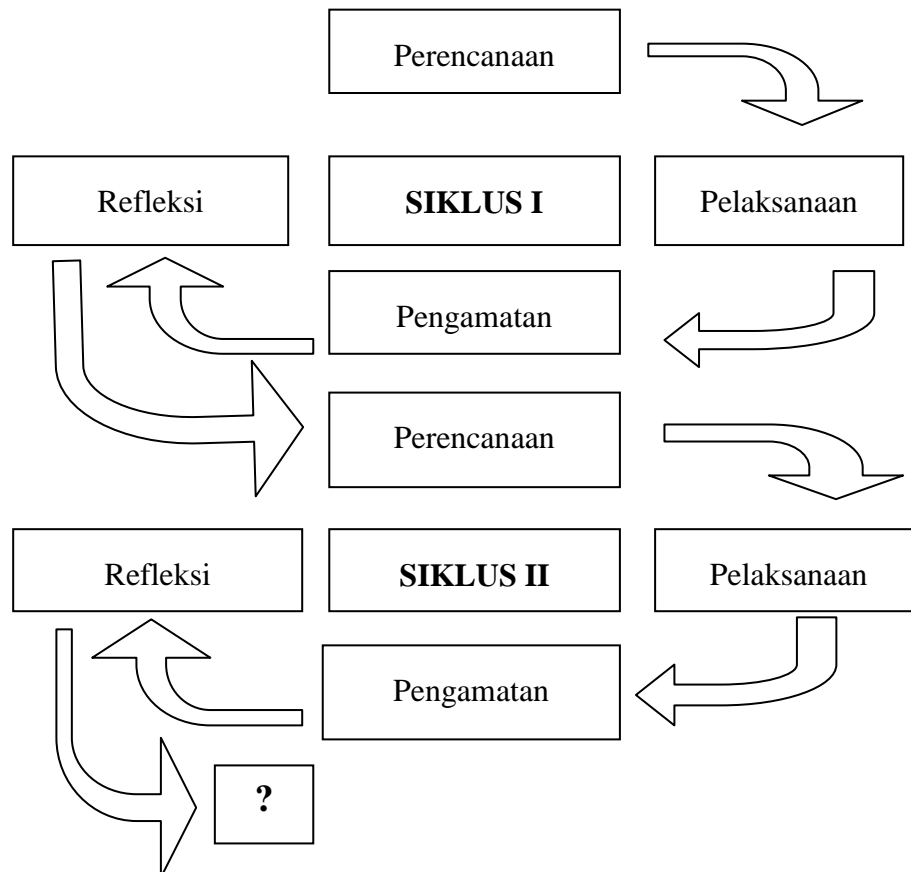 Perencanaan
Refleksi
SIKLUS I
Pelaksanaan
Pengamatan
Perencanaan
Refleksi
SIKLUS II
Pelaksanaan
Pengamatan
?